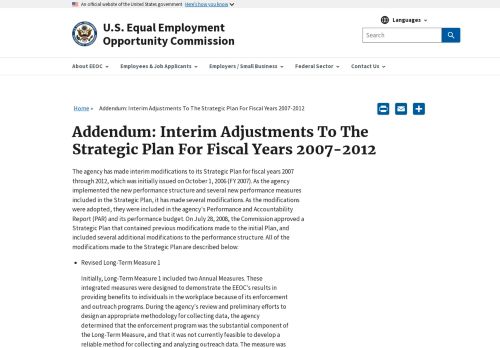 An official website of the United States government Here's how you know
U.S. Equal Employment
Opportunity Commission
Languages
Search
About EEOC
Employees & Job Applicants
Employers / Small Business
Federal Sector
Contact Us
Home » Addendum: Interim Adjustments To The Strategic Plan For Fiscal Years 2007-2012
Addendum: Interim Adjustments To The
Strategic Plan For Fiscal Years 2007-2012
The agency has made interim modifications to its Strategic Plan for fiscal years 2007
through 2012, which was initially issued on October 1, 2006 (FY 2007). As the agency
implemented the new performance structure and several new performance measures
included in the Strategic Plan, it has made several modifications. As the modifications
were adopted, they were included in the agency's Performance and Accountability
Report (PAR) and its performance budget. On July 28, 2008, the Commission approved a
Strategic Plan that contained previous modifications made to the initial Plan, and
included several additional modifications to the performance structure. All of the
modifications made to the Strategic Plan are described below:
• Revised Long-Term Measure 1
Initially, Long-Term Measure 1 included two Annual Measures. These
integrated measures were designed to demonstrate the EEOC's results in
providing benefits to individuals in the workplace because of its enforcement
and outreach programs. During the agency's review and preliminary efforts to
design an appropriate methodology for collecting data, the agency
determined that the enforcement program was the substantial component of
the Long-Term Measure, and that it was not currently feasible to develop a
reliable method for collecting and analyzing outreach data. The measure was